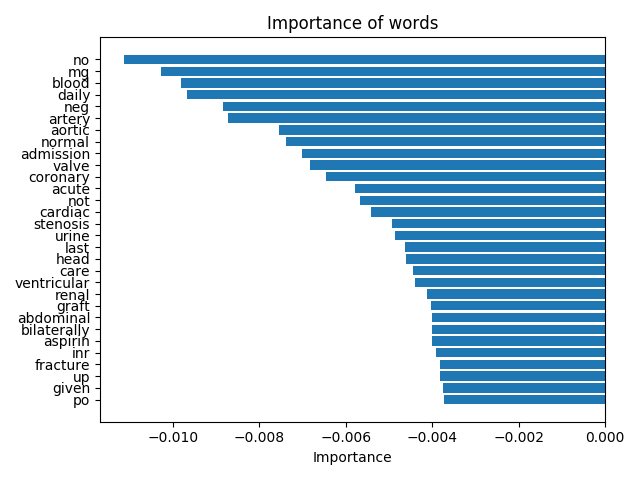 Importance of words
no
mg
blood
daily
neg
artery
aortic
normal
admission
valve
coronary
acute
not
cardiac
stenosis
urine
last
head
care
ventricular
renal
graft
abdominal
bilaterally
aspirin
inr
fracture
up
given
po
−0.010 −0.008 −0.006 −0.004 −0.002 0.000
Importance